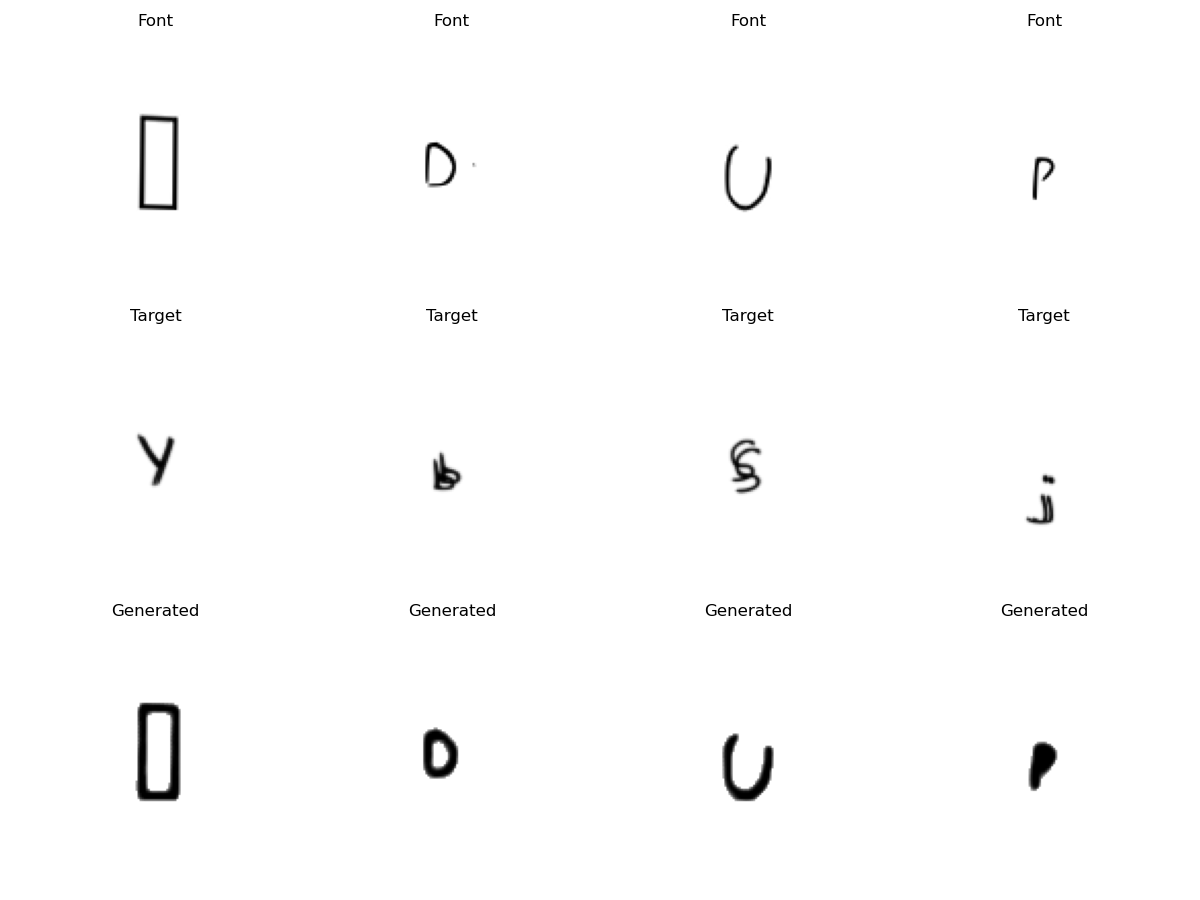 Font Font Font Font
D U P
Target Target Target Target
y b S j
Generated Generated Generated Generated
D U P